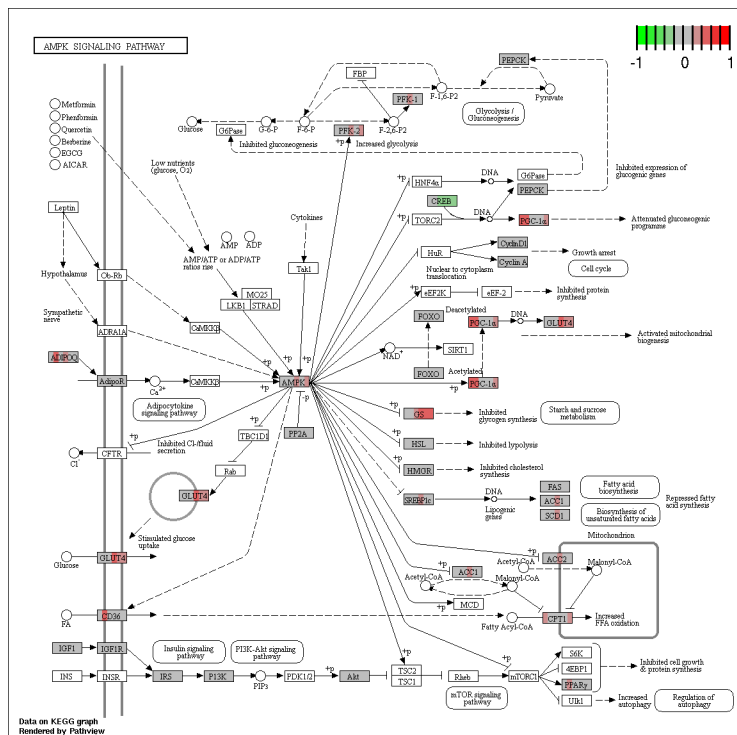 AMPK SIGNALING PATHWAY
-1 0 1
Metformin
Phenformin
Quercetin
Berberine
EGCG
AICAR
Low nutrients
(glucose, O2)
FBP
PEPCK
F-1,6-P2
Pyruvate
PFK-1
Glycolysis /
Gluconeogenesis
Glucose
G6Pase
G-6-P
F-6-P
F-2,6-P2
PFK-2
+p
Inhibited gluconeogenesis
Increased glycolysis
Leptin
Hypothalamus
Sympathetic
nerve
Ob-Rb
ADRA1A
ADIPOQ
AdipoR
Ca2+
CaMKKβ
CaMKKβ
+p
+p
AMP
ADP
AMP/ATP or ADP/ATP
ratios rise
MO25
LKB1
STRAD
Cytokines
Tak1
+p
+p
+p
AMPK
-p
PP2A
+p
HNF4α
DNA
G6Pase
PEPCK
Inhibited expression of
glucogenic genes
CREB
+p
TORC2
DNA
PGC-1α
Attenuated gluconeogenic
programme
HuR
CyclinD1
Cyclin A
Growth arrest
Cell cycle
Nuclear to cytoplasm
translocation
+p
eEF2K
eEF-2
Inhibited protein
synthesis
FOXO
Deacetylated
PGC-1α
DNA
GLUT4
Activated mitochondrial
biogenesis
NAD+
SIRT1
FOXO
Acetylated
+p
PGC-1α
Adipocytokine
signaling pathway
+p
+p
TBC1D1
Rab
GLUT4
CFTR
Cl-
Inhibited Cl-/fluid
secretion
Stimulated glucose
uptake
+p
GS
Inhibited
glycogen synthesis
Starch and sucrose
metabolism
+p
HSL
Inhibited lypolysis
+p
HMGR
Inhibited cholesterol
synthesis
+p
SREBP1c
DNA
Lipogenic
genes
FAS
ACC1
SCD1
Fatty acid
biosynthesis
Biosynthesis of
unsaturated fatty acids
Repressed fatty
acid synthesis
Mitochondrion
Glucose
GLUT4
+p
ACC2
Acetyl-CoA
Malonyl-CoA
+p
ACC1
Acetyl-CoA
Malonyl-CoA
MCD
FA
CD36
Fatty Acyl-CoA
CPT1
Increased
FFA oxidation
IGF1
IGF1R
Insulin signaling
pathway
PI3K-Akt signaling
pathway
INS
INSR
IRS
PI3K
PIP3
PDK1/2
+p
Akt
+p
TSC2
TSC1
Rheb
+p
mTORC1
mTOR signaling
pathway
S6K
4EBP1
PPARγ
Ulk1
Inhibited cell growth
& protein synthesis
Increased
autophagy
Regulation of
autophagy
Data on KEGG graph
Rendered by Pathview